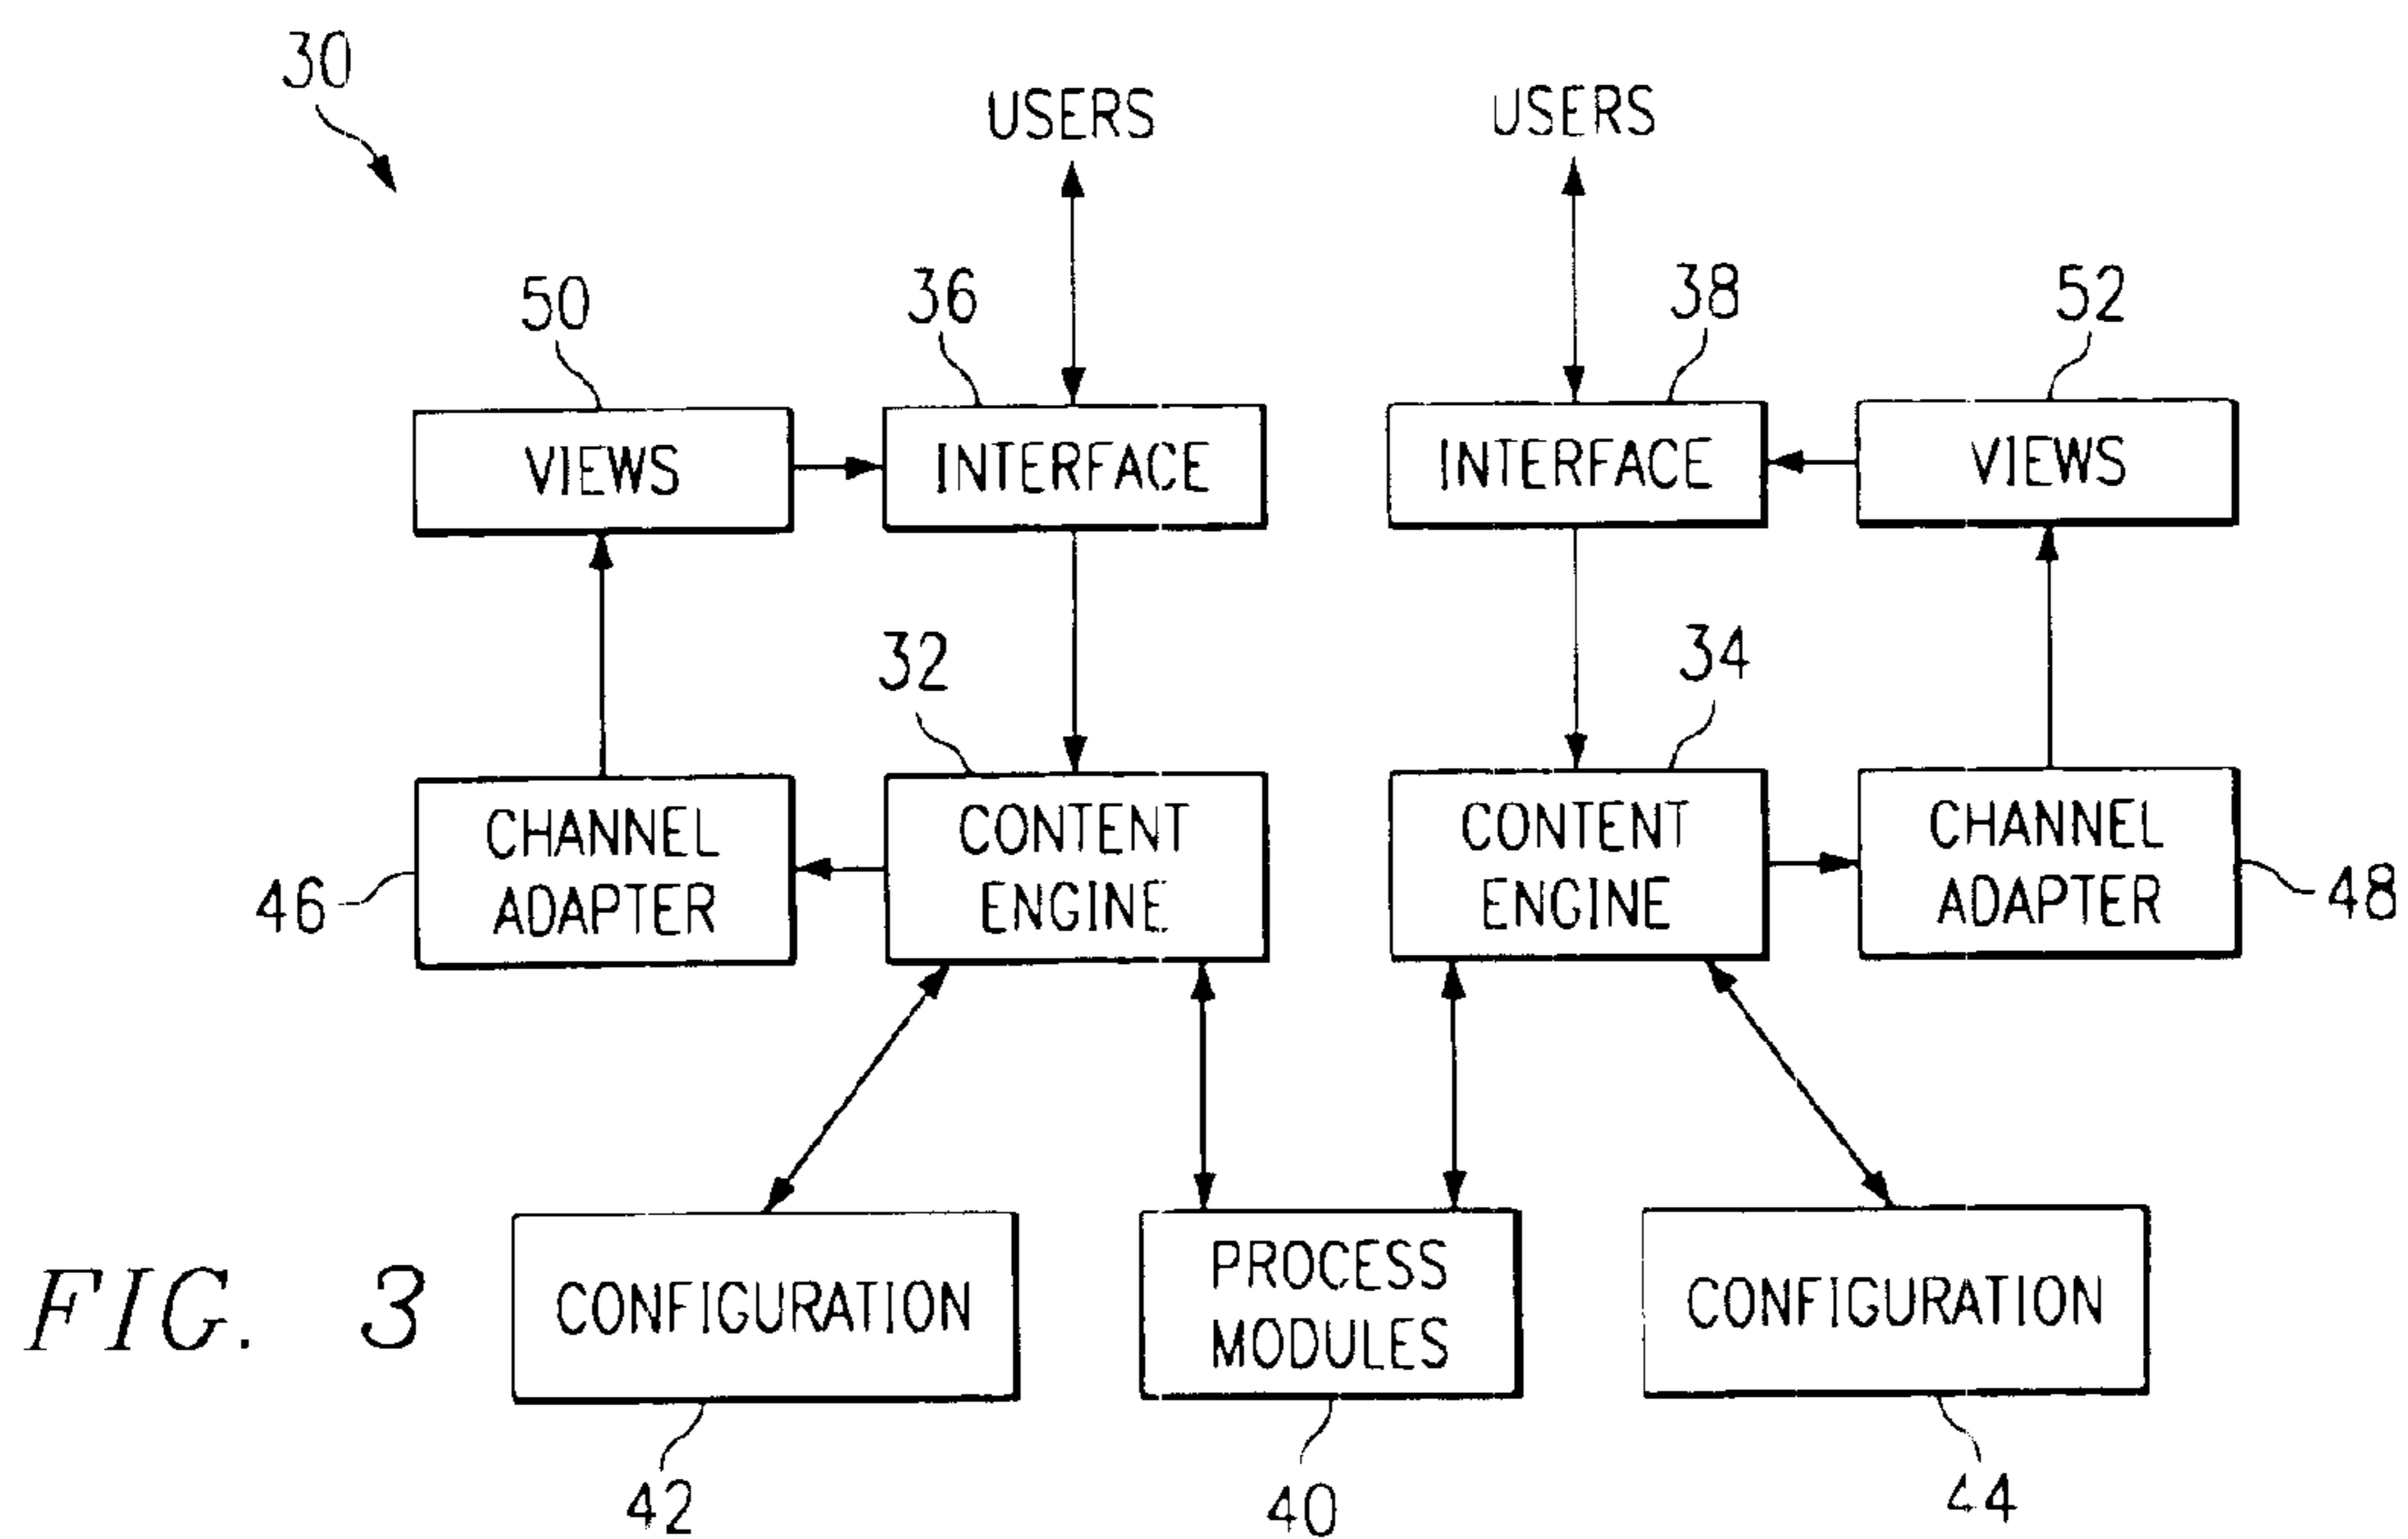 30
USERS
USERS
50
36
38
52
VIEWS
INTERFACE
INTERFACE
VIEWS
32
34
CHANNEL
ADAPTER
CONTENT
ENGINE
CONTENT
ENGINE
CHANNEL
ADAPTER
46
48
FIG. 3
CONFIGURATION
PROCESS
MODULES
CONFIGURATION
42
40
44